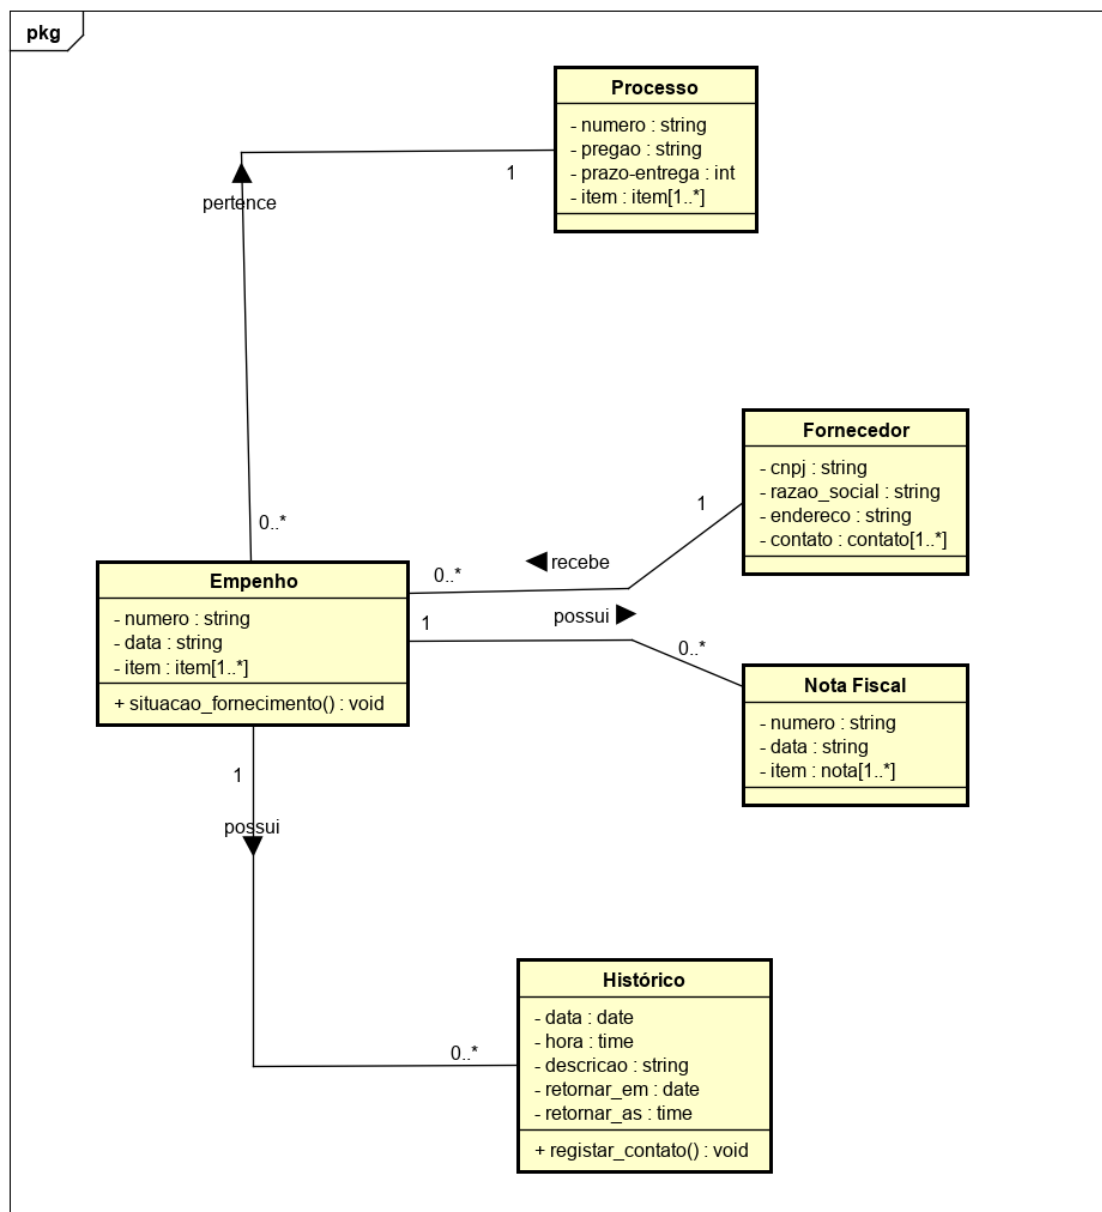 pkg
Processo
- numero : string
- pregao : string
- prazo-entrega : int
- item : item[1..*]
1
pertence
0..*
Fornecedor
- cnpj : string
- razao_social : string
- endereco : string
- contato : contato[1..*]
1
recebe
0..*
Empenho
- numero : string
- data : string
- item : item[1..*]
+ situacao_fornecimento() : void
1
possui
0..*
Nota Fiscal
- numero : string
- data : string
- item : nota[1..*]
1
possui
0..*
Histórico
- data : date
- hora : time
- descricao : string
- retornar_em : date
- retornar_as : time
+ registar_contato() : void